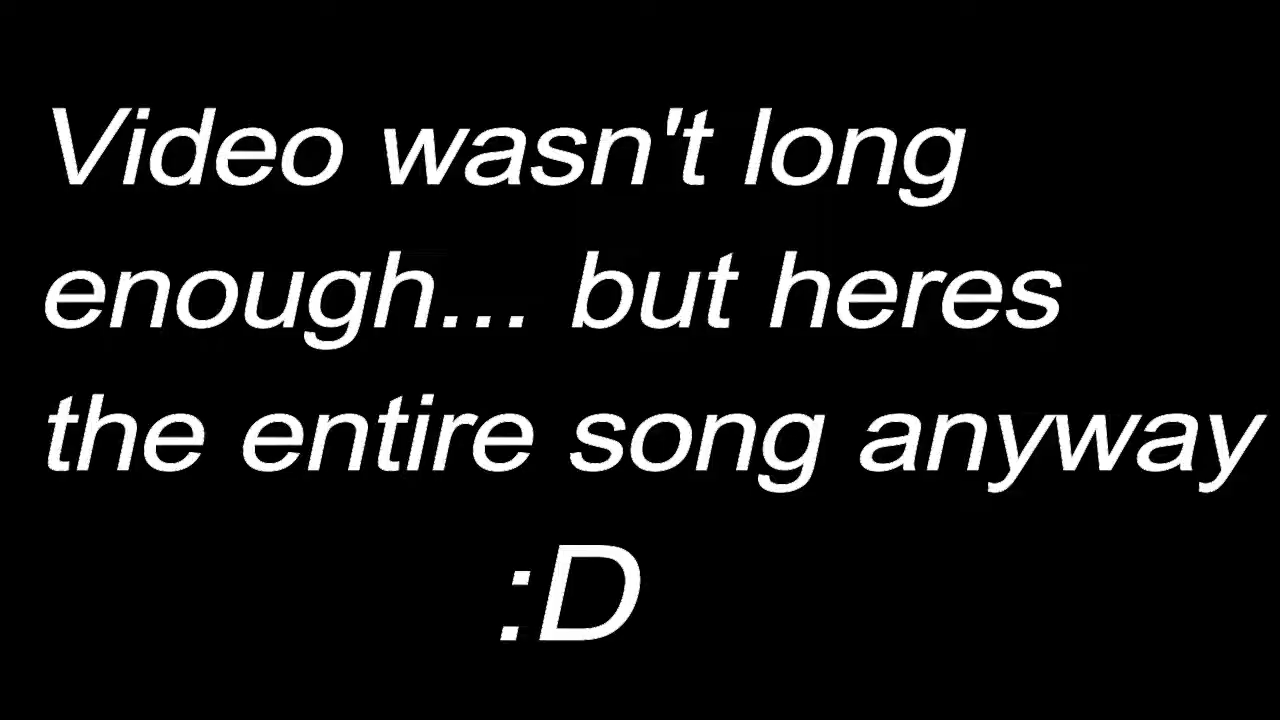 Video wasn't long
enough... but heres
the entire song anyway
:D